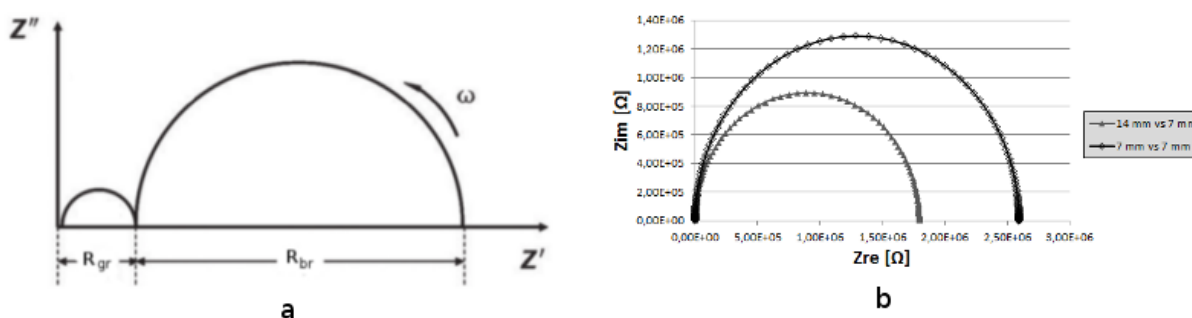 Z"
ω
R_gr
R_br
Z'
a
1,40E+06
1,20E+06
1,00E+06
8,00E+05
6,00E+05
4,00E+05
2,00E+05
0,00E+00
Zim [Ω]
0,00E+00 5,00E+05 1,00E+06 1,50E+06 2,00E+06 2,50E+06 3,00E+06
Zre [Ω]
14 mm vs 7 mm
7 mm vs 7 mm
b